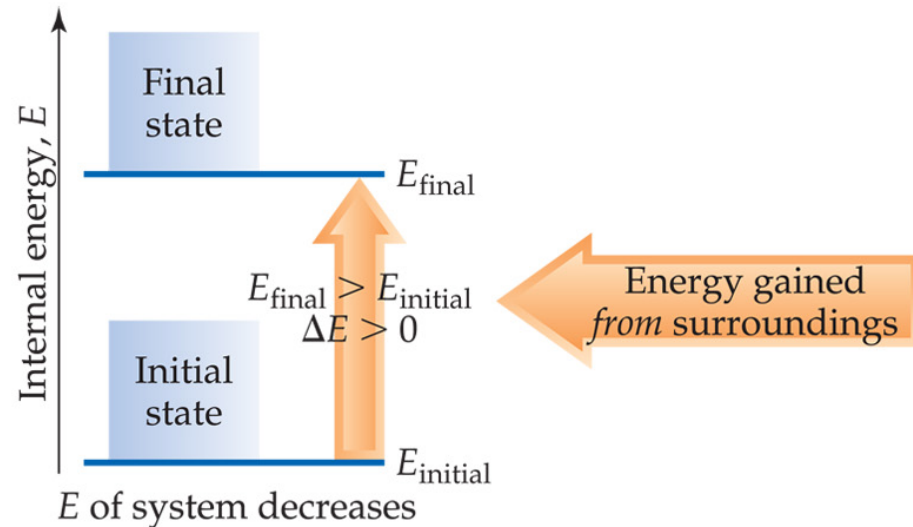 Internal energy, E
Final
state
E_final
E_final > E_initial
ΔE > 0
Energy gained
from surroundings
Initial
state
E_initial
E of system decreases